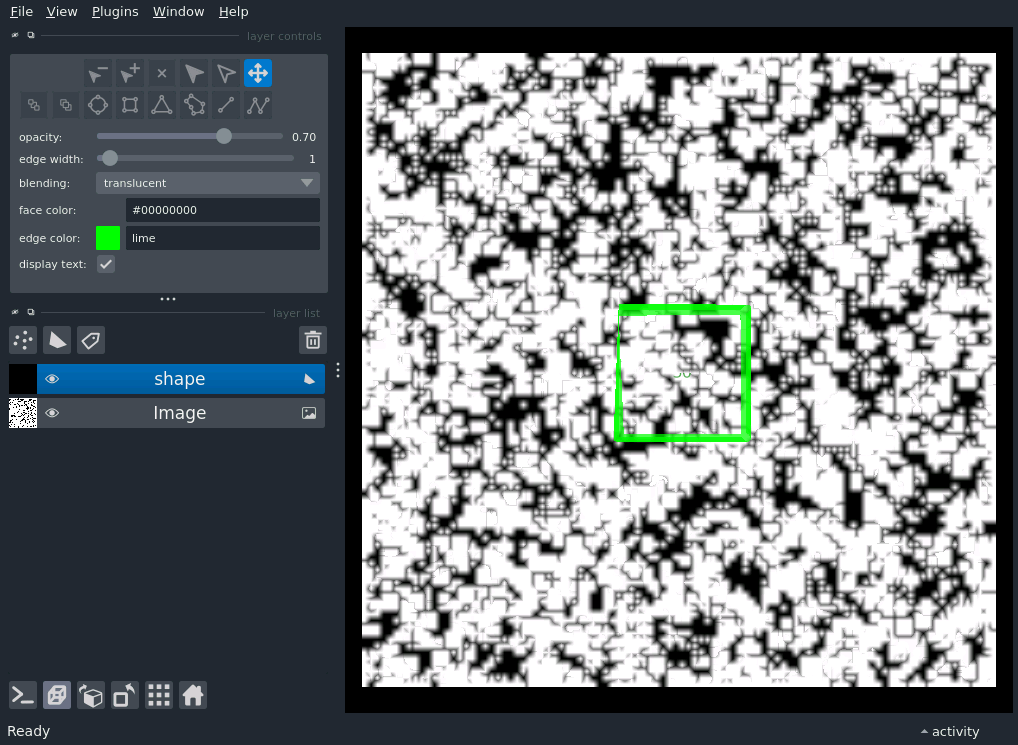 File View Plugins Window Help
layer controls
opacity: 0.70
edge width: 1
blending: translucent
face color: #00000000
edge color: lime
display text:
layer list
shape
Image
Ready
activity